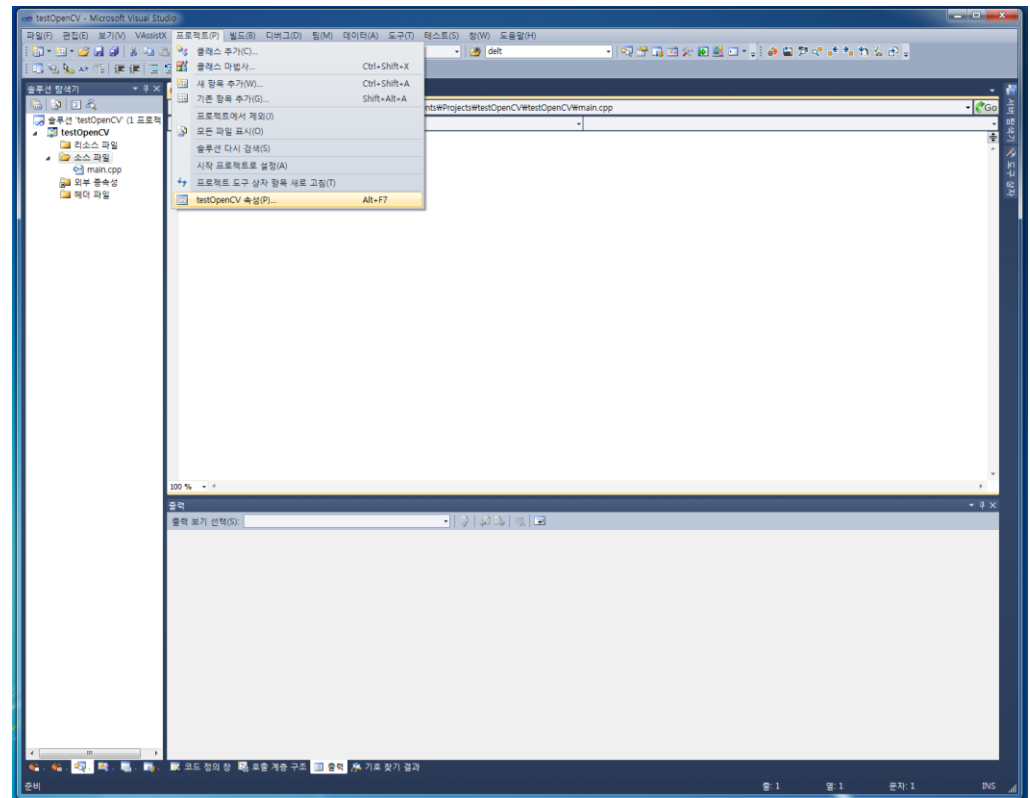 testOpenCV - Microsoft Visual Studio
파일(F) 편집(E) 보기(V) VAssistX 프로젝트(P) 빌드(B) 디버그(D) 팀(M) 데이터(A) 도구(T) 테스트(S) 창(W) 도움말(H)
delt
클래스 추가(C)...
클래스 마법사... Ctrl+Shift+X
새 항목 추가(W)... Ctrl+Shift+A
기존 항목 추가(G)... Shift+Alt+A
프로젝트에서 제외(J)
모든 파일 표시(O)
솔루션 다시 검색(S)
시작 프로젝트로 설정(A)
프로젝트 도구 상자 항목 새로 고침(T)
testOpenCV 속성(P)... Alt+F7
솔루션 탐색기
솔루션 'testOpenCV' (1 프로젝
testOpenCV
리소스 파일
소스 파일
main.cpp
외부 종속성
헤더 파일
nts₩Projects₩testOpenCV₩testOpenCV₩main.cpp
Go
서버 탐색기
도구 상자
100 %
출력
출력 보기 선택(S):
코드 정의 창 호출 계층 구조 출력 기호 찾기 결과
준비 줄: 1 열: 1 문자: 1 INS